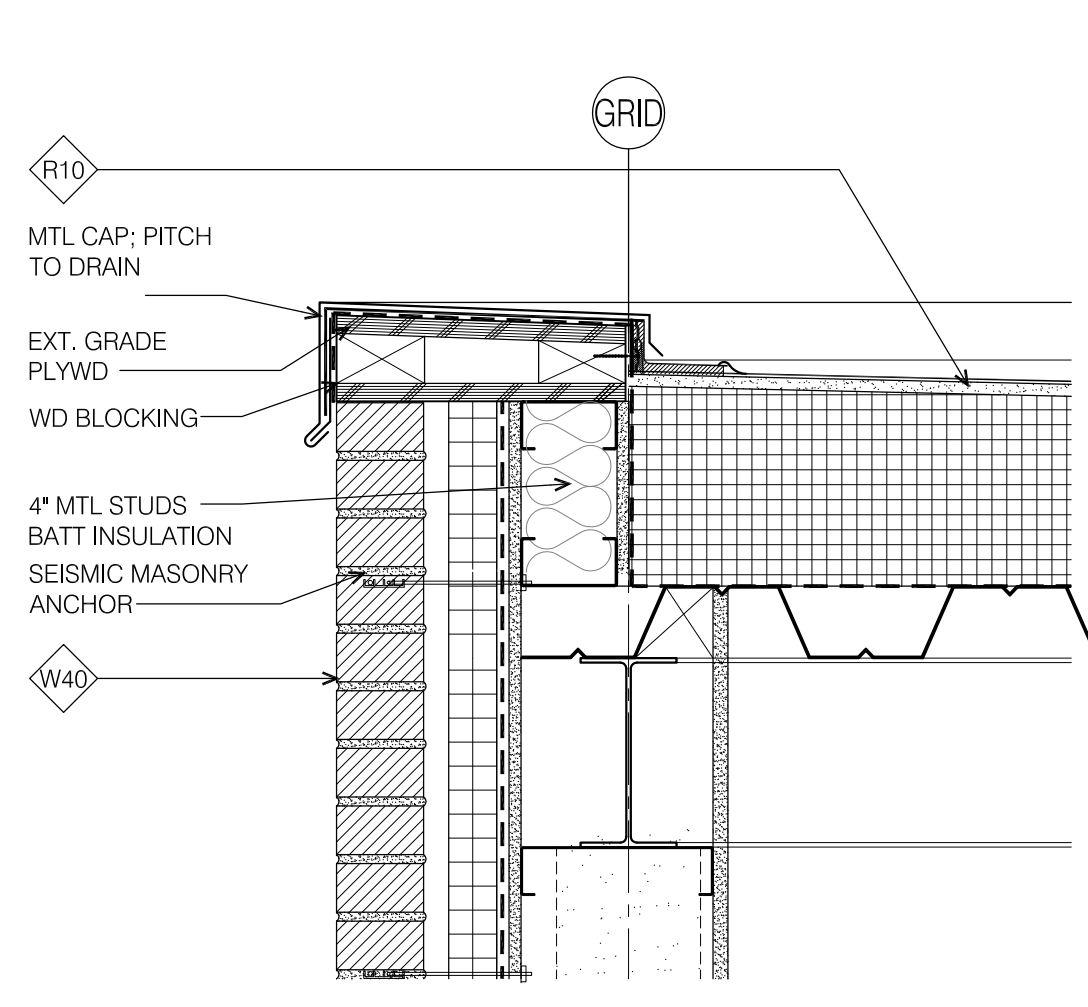 GRID
R10
MTL CAP; PITCH
TO DRAIN
EXT. GRADE
PLYWD
WD BLOCKING
4" MTL STUDS
BATT INSULATION
SEISMIC MASONRY
ANCHOR
W40